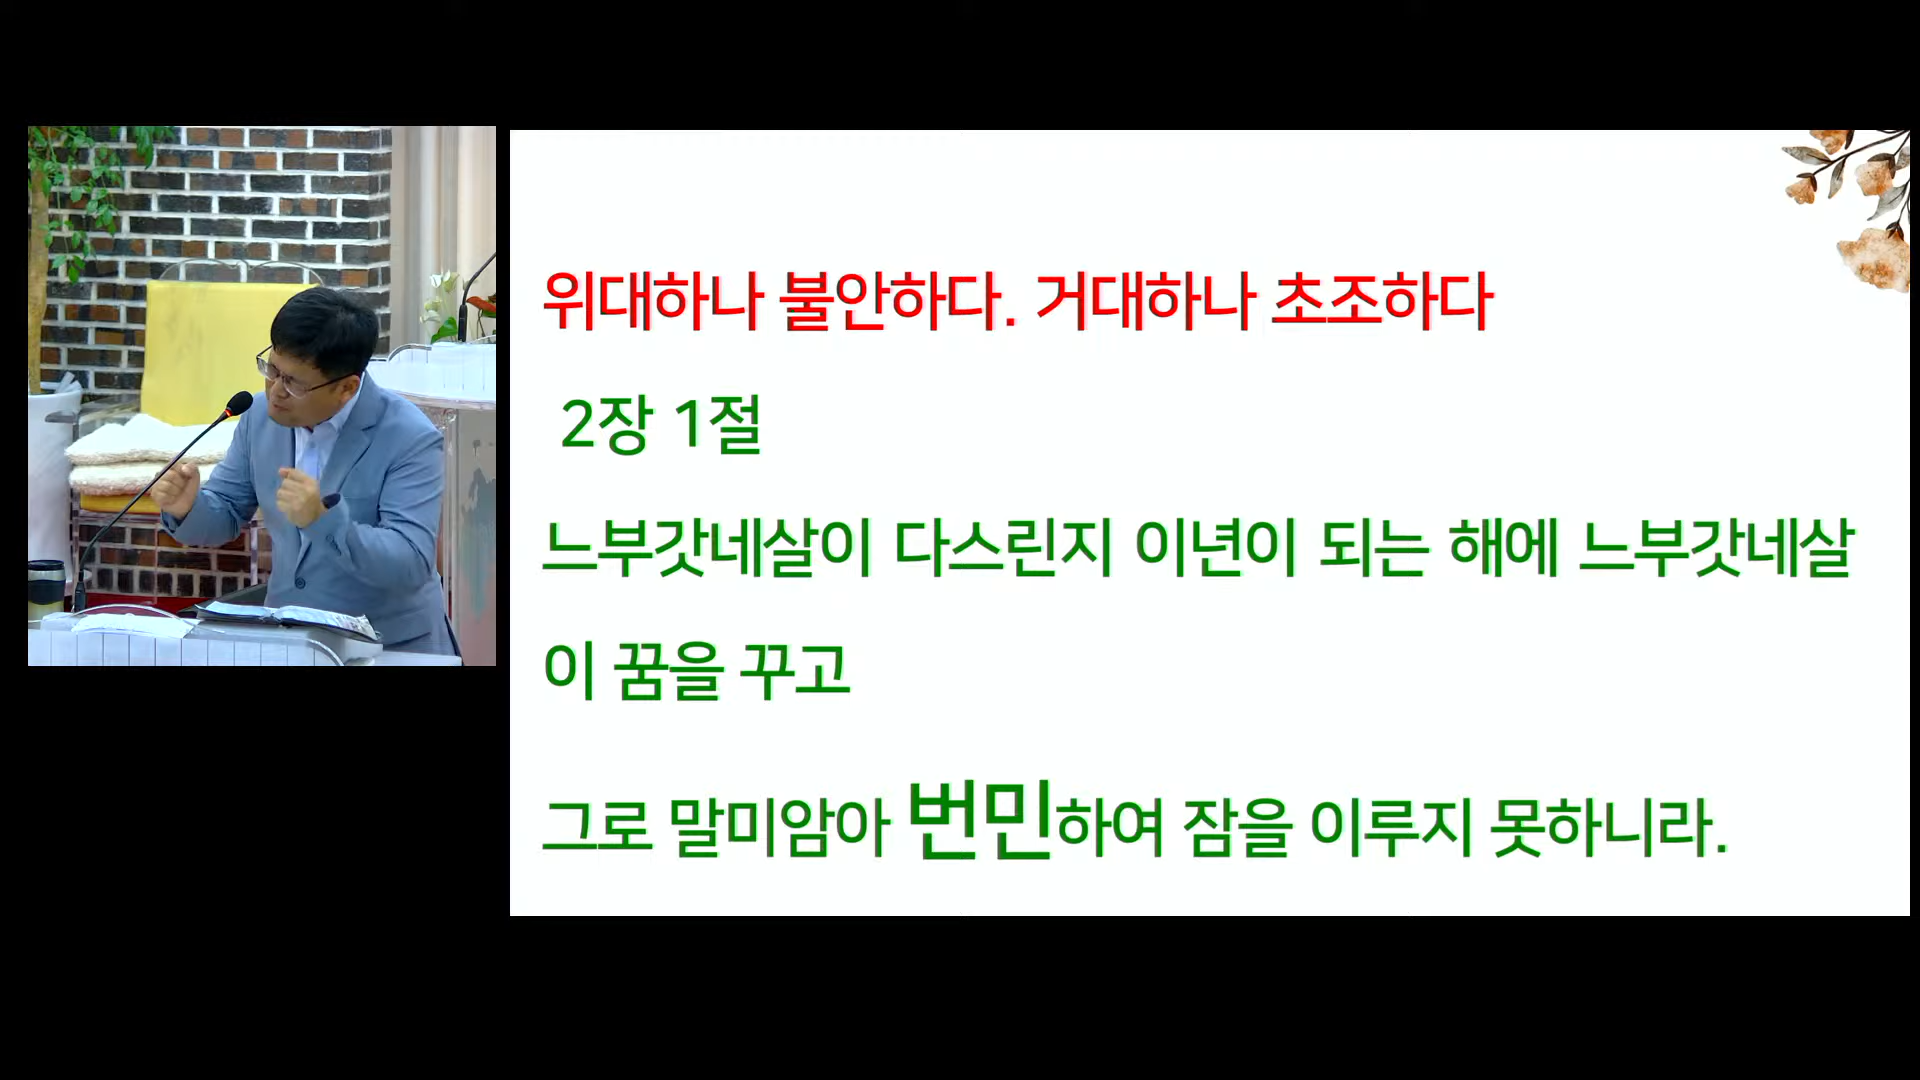 위대하나 불안하다. 거대하나 초조하다
2장 1절
느부갓네살이 다스린지 이년이 되는 해에 느부갓네살
이 꿈을 꾸고
그로 말미암아 번민하여 잠을 이루지 못하니라.